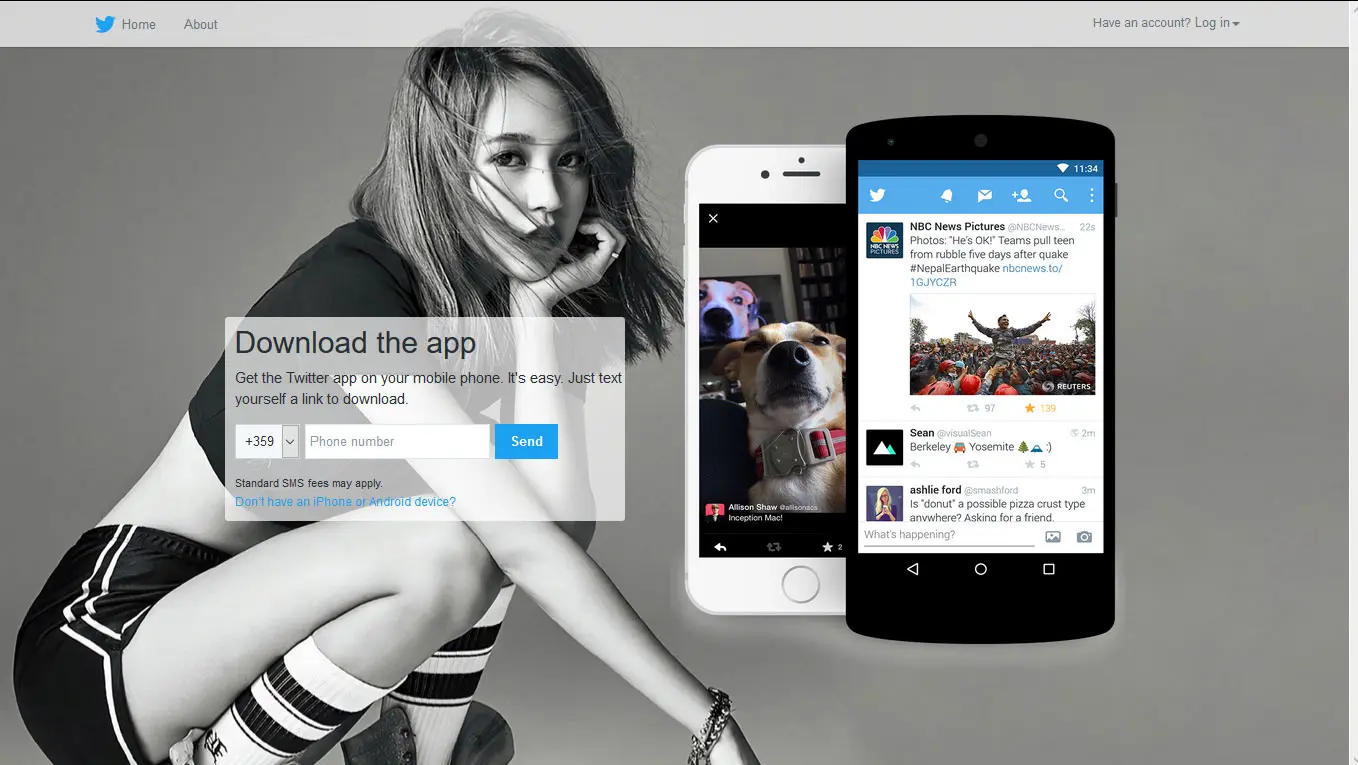 Home About Have an account? Log in
Download the app
Get the Twitter app on your mobile phone. It's easy. Just text
yourself a link to download.
+359 Phone number Send
Standard SMS fees may apply.
Don't have an iPhone or Android device?
Allison Shaw @allisonacs
Inception Mac!
2
11:34
NBC NEWS
PICTURES
NBC News Pictures @NBCNews... 22s
Photos: "He's OK!" Teams pull teen
from rubble five days after quake
#NepalEarthquake nbcnews.to/
1GJYCZR
REUTERS
97 139
Sean @visualSean 2m
Berkeley 🚘 Yosemite 🌲🗻 :)
5
ashlie ford @smashford 3m
Is "donut" a possible pizza crust type
anywhere? Asking for a friend.
What's happening?